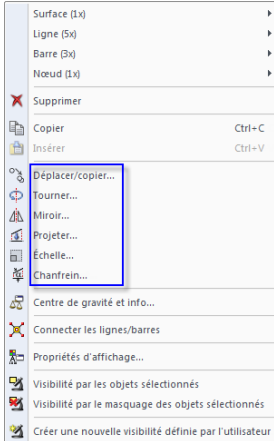 Surface (1x)
Ligne (5x)
Barre (3x)
Nœud (1x)
Supprimer
Copier Ctrl+C
Insérer Ctrl+V
Déplacer/copier...
Tourner...
Miroir...
Projeter...
Échelle...
Chanfrein...
Centre de gravité et info...
Connecter les lignes/barres
Propriétés d'affichage...
Visibilité par les objets sélectionnés
Visibilité par le masquage des objets sélectionnés
Créer une nouvelle visibilité définie par l'utilisateur